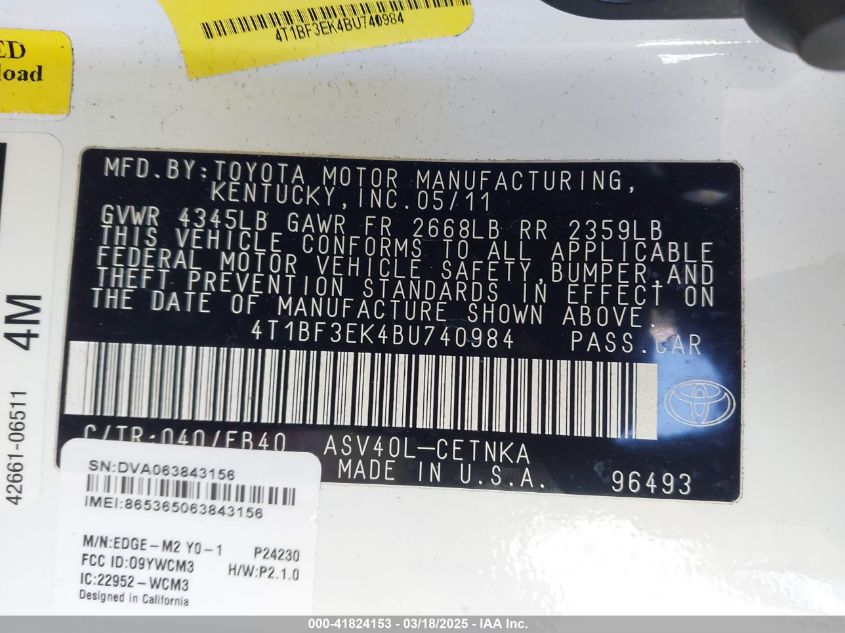 4T1BF3EK4BU740984
ED
load
MFD.BY:TOYOTA MOTOR MANUFACTURING,
KENTUCKY,INC.05/11
GVWR 4345LB GAWR FR 2668LB RR 2359LB
THIS VEHICLE CONFORMS TO ALL APPLICABLE
FEDERAL MOTOR VEHICLE SAFETY,BUMPER,AND
THEFT PREVENTION STANDARDS IN EFFECT ON
THE DATE OF MANUFACTURE SHOWN ABOVE.
4T1BF3EK4BU740984 PASS.CAR
C/TR:040/FB40 ASV40L-CETNKA
MADE IN U.S.A. 96493
4M
42661-06511
SN:DVA063843156
IMEI:865365063843156
M/N:EDGE-M2 Y0-1 P24230
FCC ID:O9YWCM3 H/W:P2.1.0
IC:22952-WCM3
Designed in California
000-41824153 - 03/18/2025 - IAA Inc.